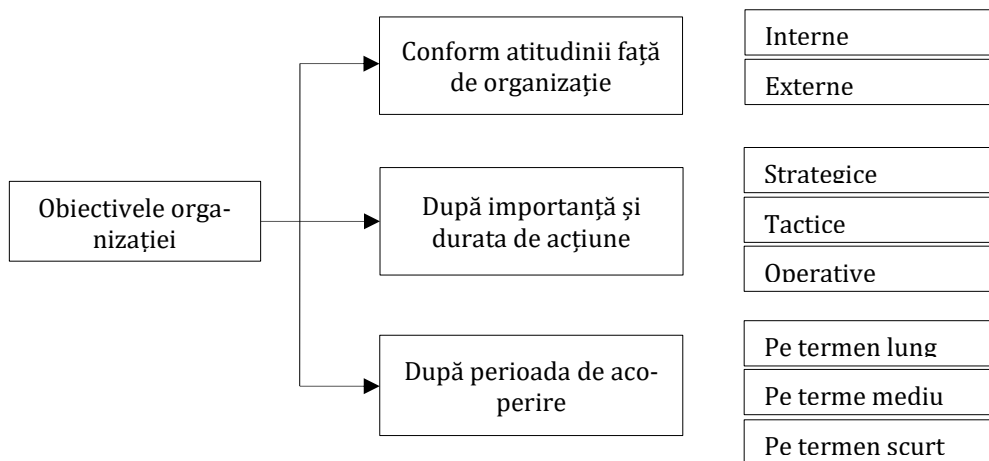 Conform atitudinii față
de organizație
Interne
Externe
Obiectivele orga-
nizației
După importanță și
durata de acțiune
Strategice
Tactice
Operative
După perioada de aco-
perire
Pe termen lung
Pe terme mediu
Pe termen scurt